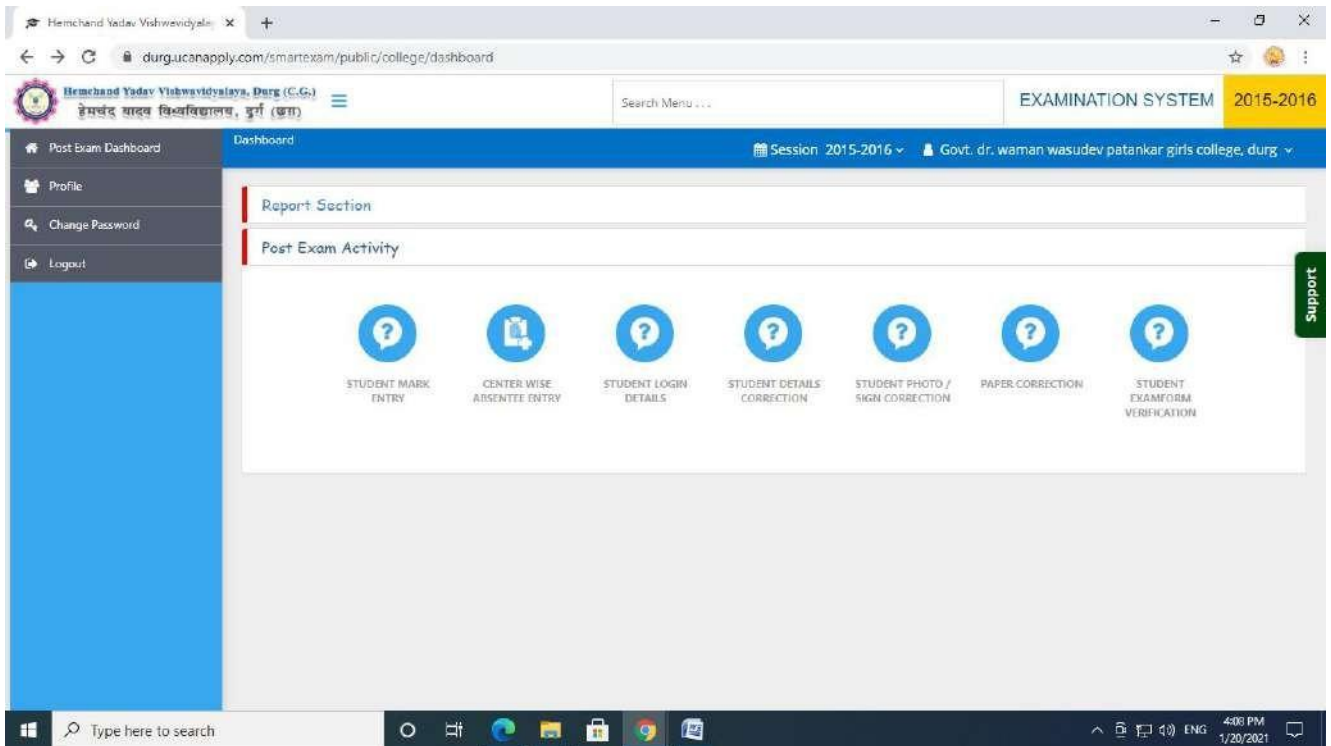 Hemchand Yadav Vishwavidyala
durg.ucanapply.com/smartexam/public/college/dashboard
Hemchand Yadav Vishwavidyalaya, Durg (C.G.)
हेमचंद यादव विश्वविद्यालय, दुर्ग (छग)
Search Menu ...
EXAMINATION SYSTEM 2015-2016
Post Exam Dashboard
Profile
Change Password
Logout
Dashboard
Session 2015-2016
Govt. dr. waman wasudev patankar girls college, durg
Report Section
Post Exam Activity
STUDENT MARK
ENTRY
CENTER WISE
ABSENTEE ENTRY
STUDENT LOGIN
DETAILS
STUDENT DETAILS
CORRECTION
STUDENT PHOTO /
SIGN CORRECTION
PAPER CORRECTION
STUDENT
EXAMFORM
VERIFICATION
Support
Type here to search
ENG
4:08 PM
1/20/2021